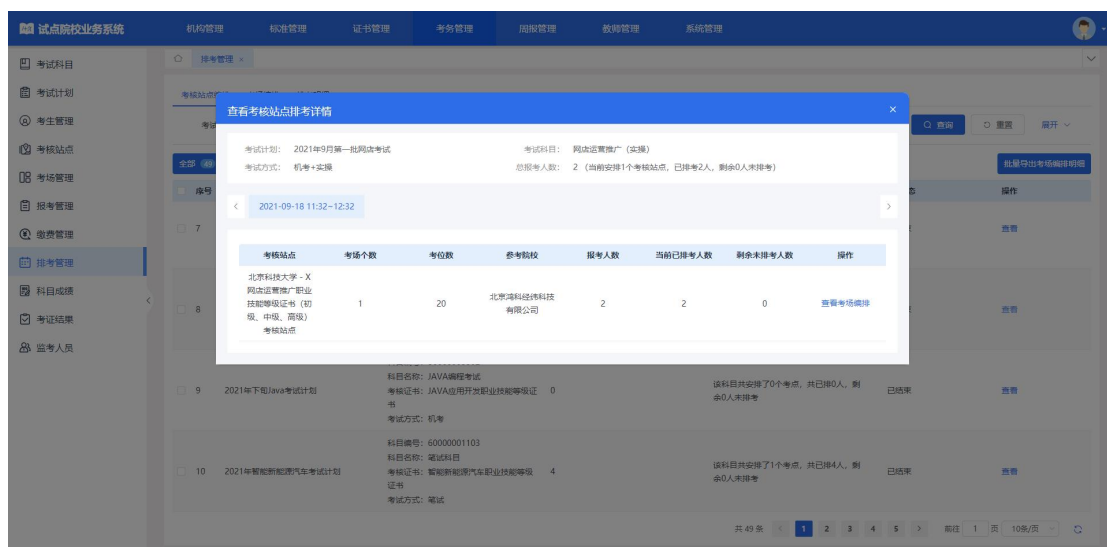 试点院校业务系统
机构管理 标准管理 证书管理 考务管理 周报管理 教师管理 系统管理
考试科目
考试计划
考生管理
考核站点
考场管理
报考管理
缴费管理
排考管理
科目成绩
考证结果
监考人员
排考管理 ×
考核站点
查询 重置 展开
全部 49 批量导出考场编排明细
序号 操作
7 查看
8 查看
查看考核站点排考详情 ×
考试计划: 2021年9月第一批网店考试 考试科目: 网店运营推广（实操）
考试方式: 机考+实操 总报考人数: 2 （当前安排1个考核站点，已排考2人，剩余0人未排考）
< 2021-09-18 11:32~12:32 >
考核站点 考场个数 考位数 参考院校 报考人数 当前已排考人数 剩余未排考人数 操作
北京科技大学 - X
网店运营推广职业
技能等级证书（初
级、中级、高级）
考核站点
1 20
北京鸿科经纬科技
有限公司
2 2 0 查看考场编排
9 2021年下旬Java考试计划
科目名称: JAVA编程考试
考核证书: JAVA应用开发职业技能等级证
书
考试方式: 机考
0
该科目共安排了0个考点，共已排0人，剩
余0人未排考
已结束 查看
10 2021年智能新能源汽车考试计划
科目编号: 60000001103
科目名称: 笔试科目
考核证书: 智能新能源汽车职业技能等级
证书
考试方式: 笔试
4
该科目共安排了1个考点，共已排4人，剩
余0人未排考
已结束 查看
共 49 条 < 1 2 3 4 5 > 前往 1 页 10条/页